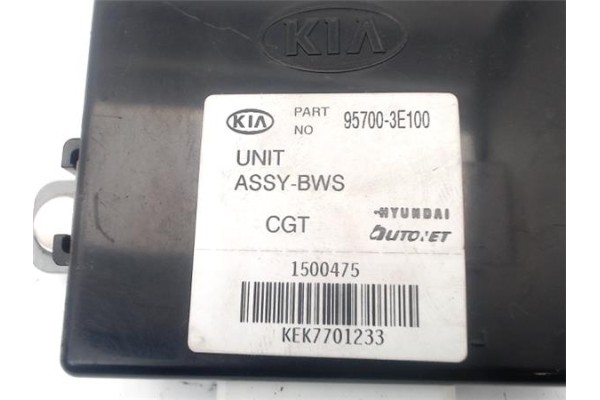 KIA
KIA PART NO 95700-3E100
UNIT
ASSY-BWS
CGT HYUNDAI AUTONET
1500475
KEK7701233